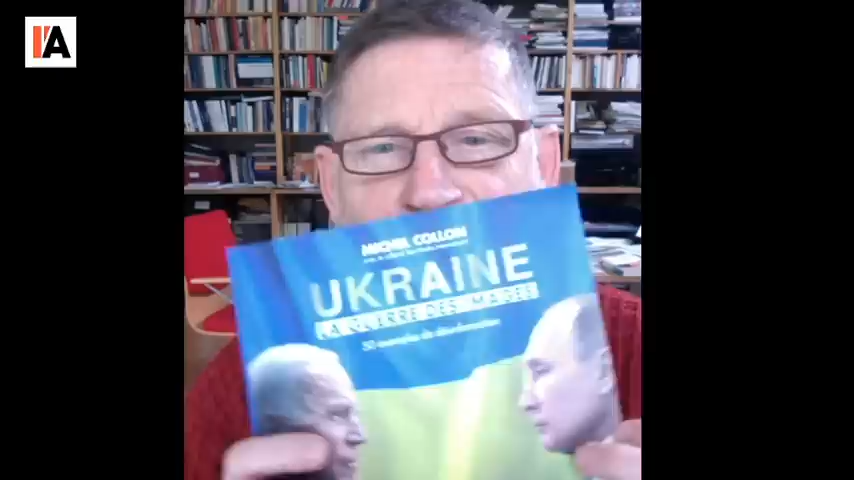 I'A
MICHEL COLLON
UKRAINE
LA GUERRE DES IMAGES
50 exemples de désinformation